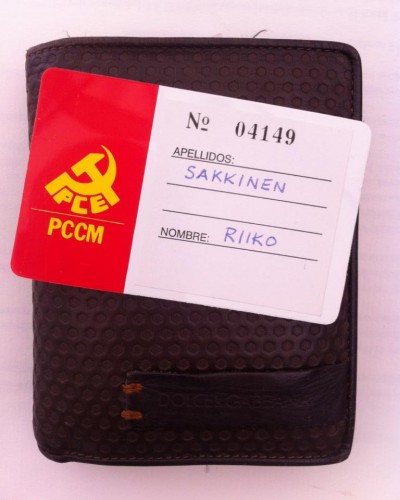 Nº 04149
APELLIDOS:
SAKKINEN
NOMBRE: RIIKO
PCE
PCCM